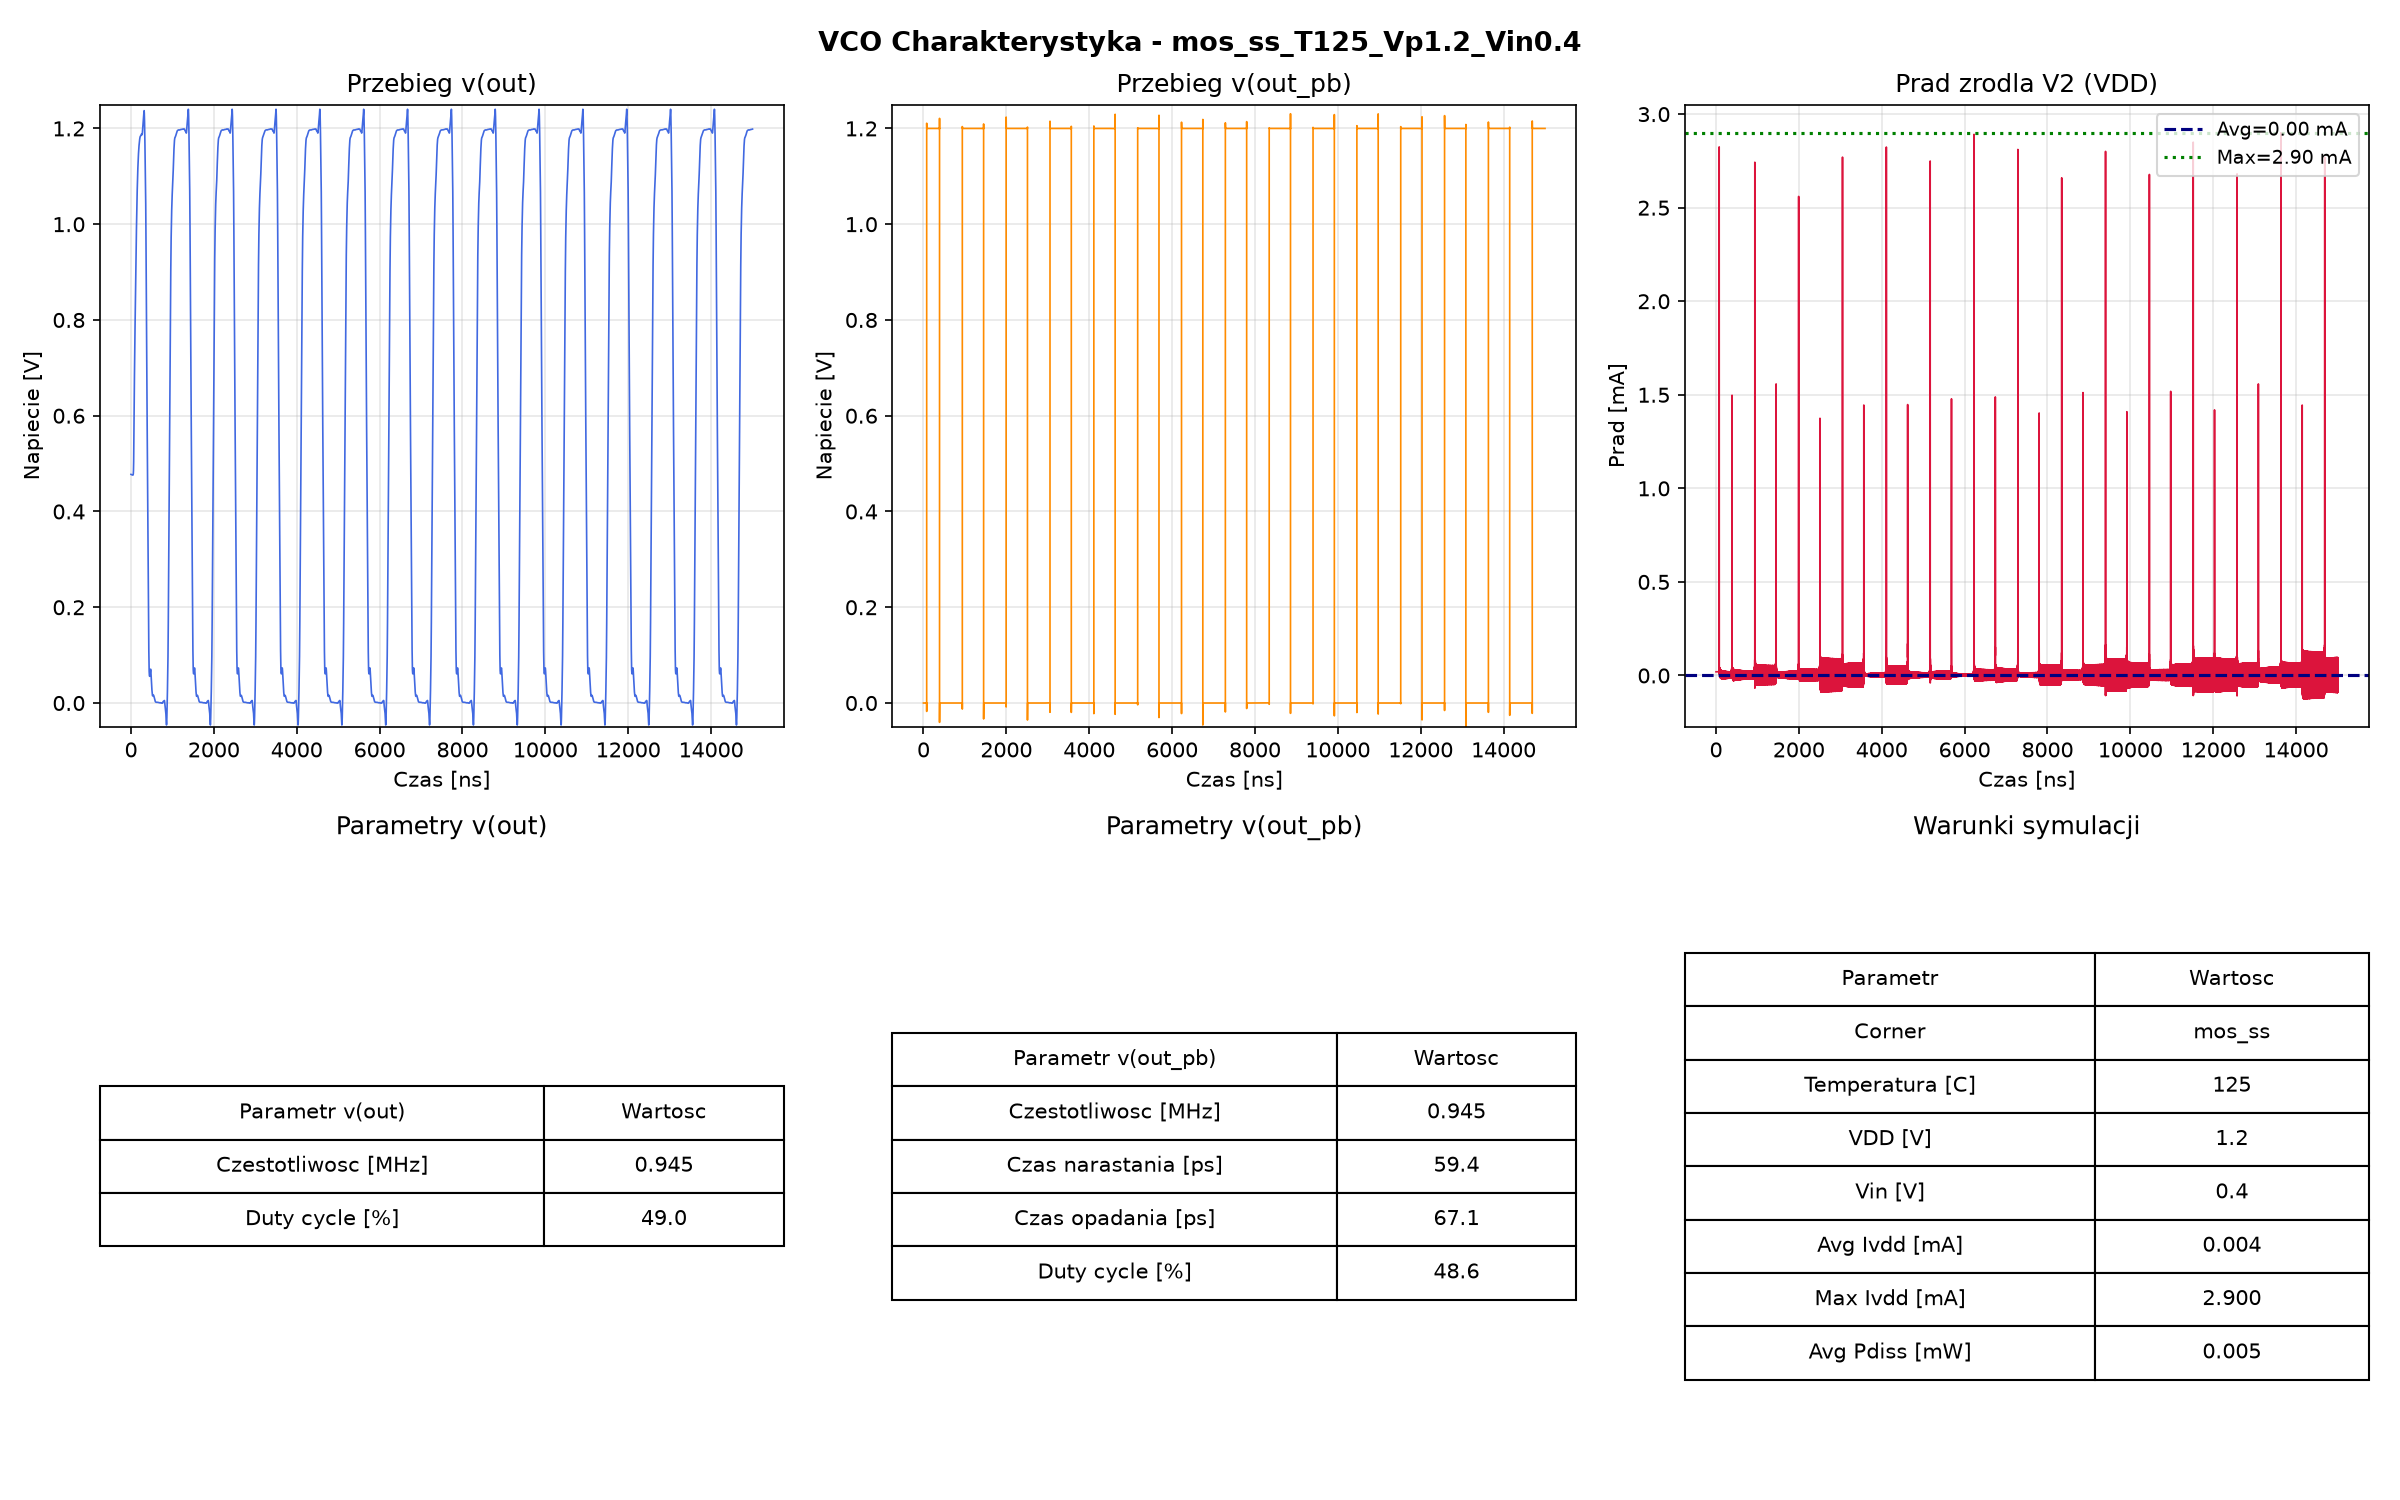 VCO Charakterystyka - mos_ss_T125_Vp1.2_Vin0.4
Przebieg v(out)
Napiecie [V]
1.2
1.0
0.8
0.6
0.4
0.2
0.0
0 2000 4000 6000 8000 10000 12000 14000
Czas [ns]
Przebieg v(out_pb)
Napiecie [V]
1.2
1.0
0.8
0.6
0.4
0.2
0.0
0 2000 4000 6000 8000 10000 12000 14000
Czas [ns]
Prad zrodla V2 (VDD)
Prad [mA]
3.0
2.5
2.0
1.5
1.0
0.5
0.0
Avg=0.00 mA
Max=2.90 mA
0 2000 4000 6000 8000 10000 12000 14000
Czas [ns]
Parametry v(out)
Parametr v(out) Wartosc
Czestotliwosc [MHz] 0.945
Duty cycle [%] 49.0
Parametry v(out_pb)
Parametr v(out_pb) Wartosc
Czestotliwosc [MHz] 0.945
Czas narastania [ps] 59.4
Czas opadania [ps] 67.1
Duty cycle [%] 48.6
Warunki symulacji
Parametr Wartosc
Corner mos_ss
Temperatura [C] 125
VDD [V] 1.2
Vin [V] 0.4
Avg Ivdd [mA] 0.004
Max Ivdd [mA] 2.900
Avg Pdiss [mW] 0.005